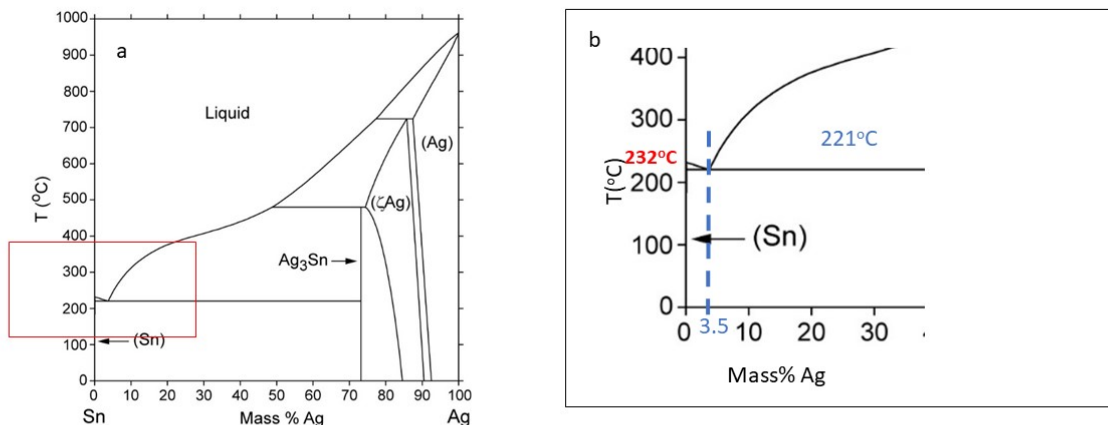 a
1000
900
800
700
600
500
400
300
200
100
0
T (°C)
Liquid
(Ag)
(ζAg)
Ag₃Sn
(Sn)
0 10 20 30 40 50 60 70 80 90 100
Sn Mass % Ag Ag
b
400
300
200
100
0
T(°C)
232°C
221°C
(Sn)
0 3.5 10 20 30
Mass% Ag